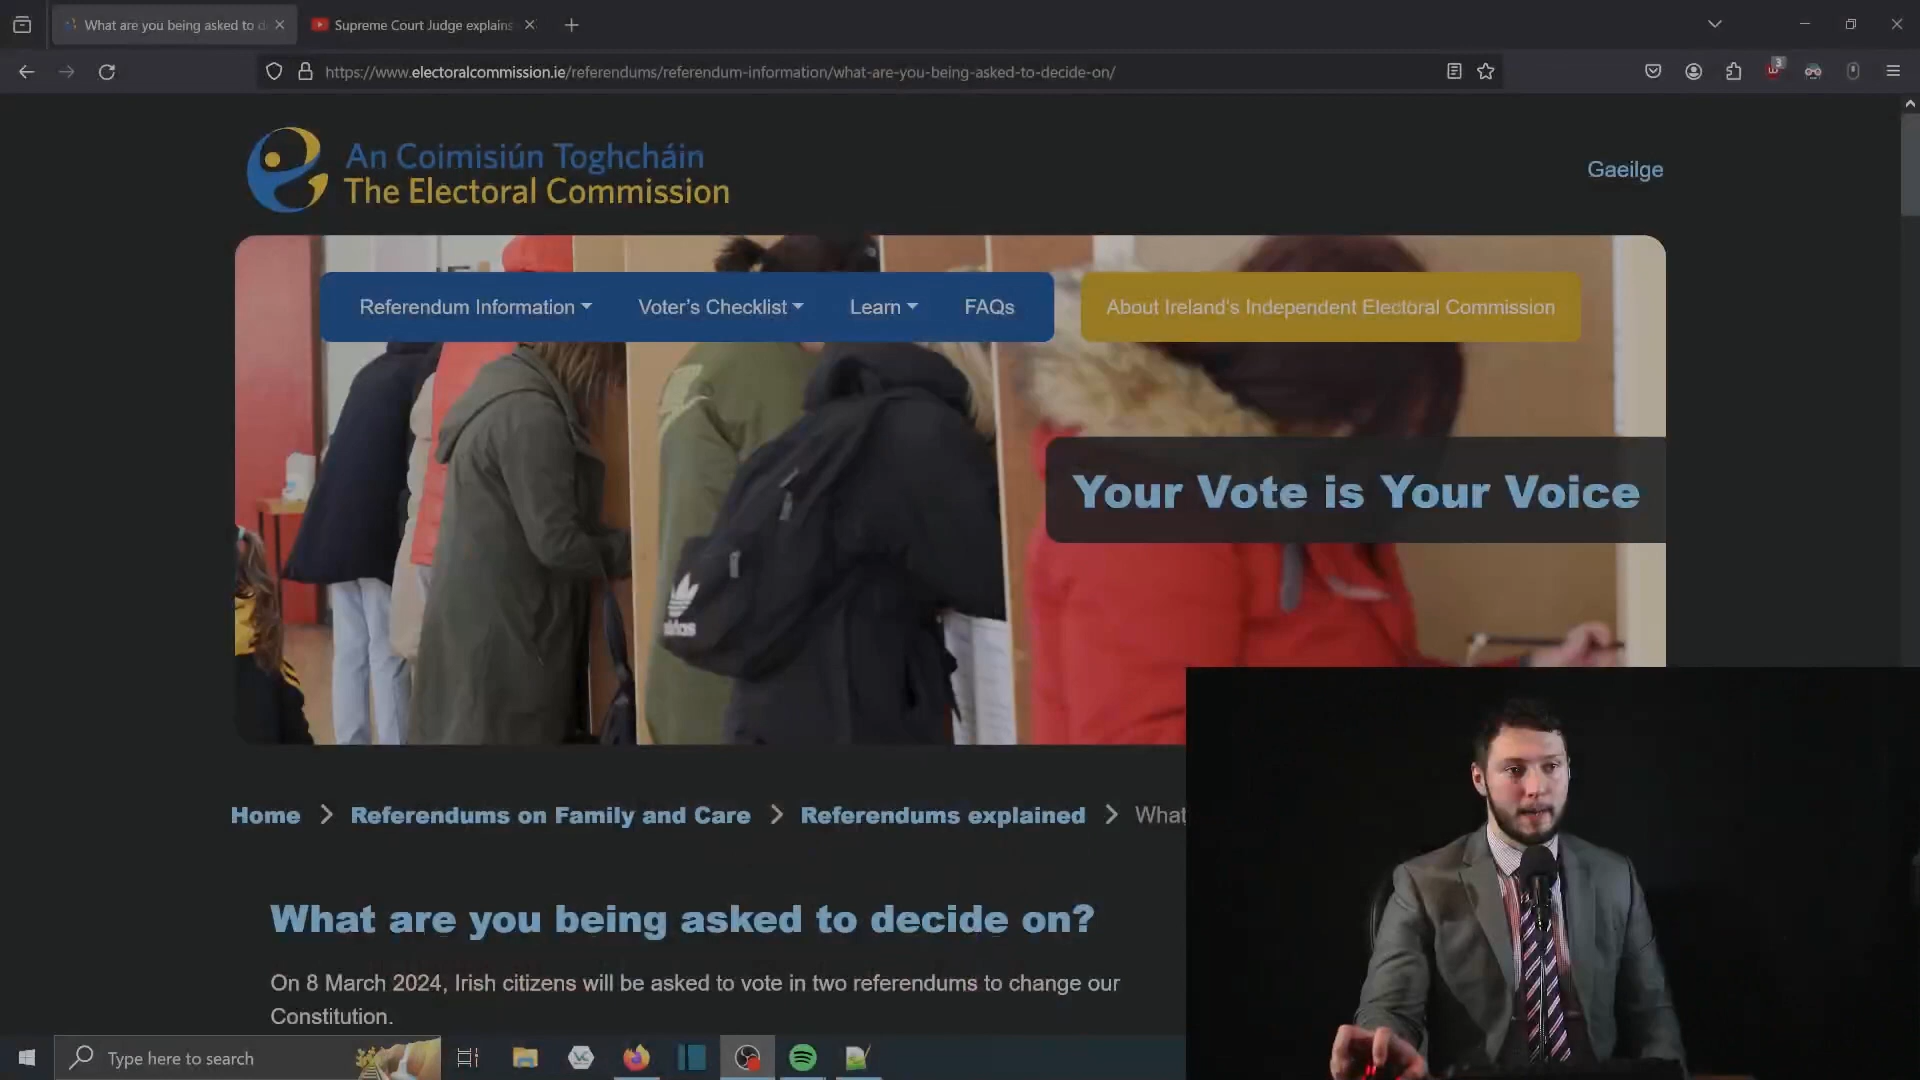 What are you being asked to d
Supreme Court Judge explains
https://www.electoralcommission.ie/referendums/referendum-information/what-are-you-being-asked-to-decide-on/
3
An Coimisiún Toghcháin
The Electoral Commission
Gaeilge
Referendum Information
Voter’s Checklist
Learn
FAQs
About Ireland's Independent Electoral Commission
Your Vote is Your Voice
adidas
Home > Referendums on Family and Care > Referendums explained > What
What are you being asked to decide on?
On 8 March 2024, Irish citizens will be asked to vote in two referendums to change our
Constitution.
Type here to search